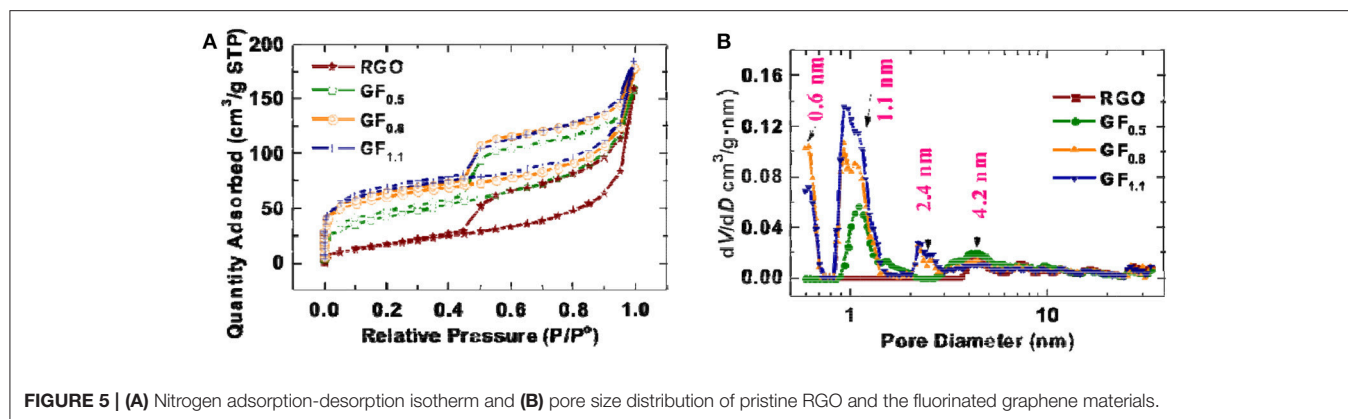 A
200
150
100
50
0
Quantity Adsorbed (cm³/g STP)
RGO
GF₀.₅
GF₀.₈
GF₁.₁
0.0 0.2 0.4 0.6 0.8 1.0
Relative Pressure (P/P⁰)
B
0.16
0.12
0.08
0.04
0.00
dV/dD cm³/g·nm
0.6 nm
1.1 nm
2.4 nm
4.2 nm
RGO
GF₀.₅
GF₀.₈
GF₁.₁
1 10
Pore Diameter (nm)
FIGURE 5 | (A) Nitrogen adsorption-desorption isotherm and (B) pore size distribution of pristine RGO and the fluorinated graphene materials.